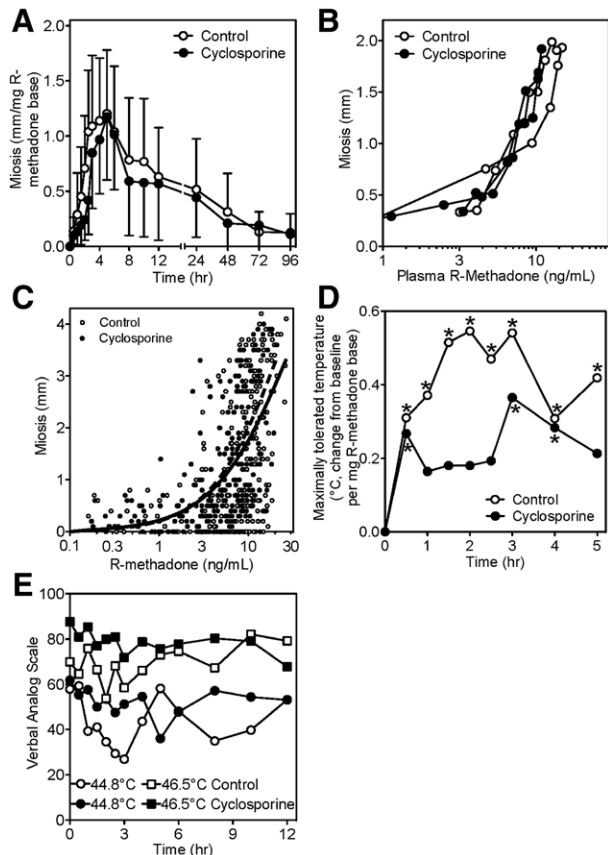 A
Control
Cyclosporine
Miosis (mm/mg R-
methadone base)
2.0
1.5
1.0
0.5
0.0
0 4 8 12 24 48 72 96
Time (hr)
B
Control
Cyclosporine
Miosis (mm)
2.0
1.5
1.0
0.5
0.0
1 3 10
Plasma R-Methadone (ng/mL)
C
Control
Cyclosporine
Miosis (mm)
4
3
2
1
0
0.1 0.3 1 3 10 30
R-methadone (ng/mL)
D
Maximally tolerated temperature
(°C, change from baseline
per mg R-methadone base)
0.6
0.4
0.2
0.0
* * * * * * * *
* * *
Control
Cyclosporine
0 1 2 3 4 5
Time (hr)
E
Verbal Analog Scale
100
80
60
40
20
0
44.8°C 46.5°C Control
44.8°C 46.5°C Cyclosporine
0 3 6 9 12
Time (hr)